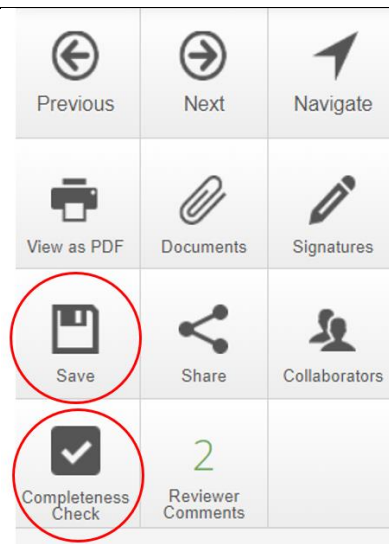 Previous
Next
Navigate
View as PDF
Documents
Signatures
Save
Share
Collaborators
Completeness
Check
2
Reviewer
Comments